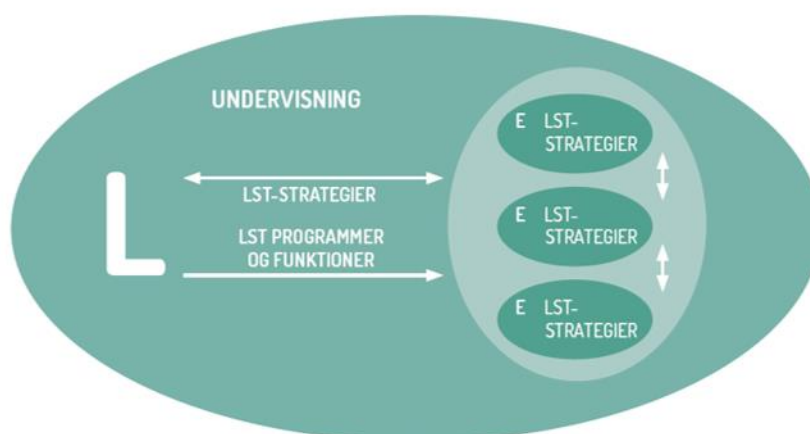 UNDERVISNING
L
LST-STRATEGIER
LST PROGRAMMER
OG FUNKTIONER
E LST-
STRATEGIER
E LST-
STRATEGIER
E LST-
STRATEGIER